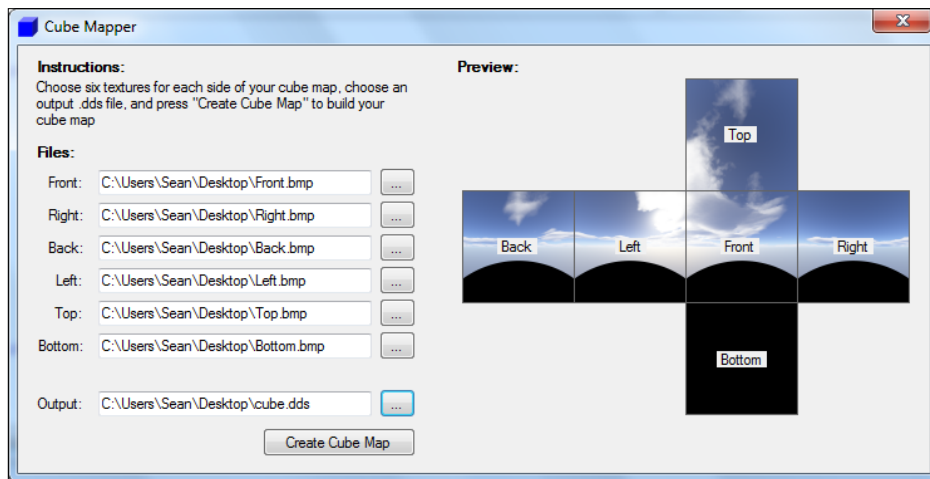 Cube Mapper
Instructions:
Choose six textures for each side of your cube map, choose an
output .dds file, and press "Create Cube Map" to build your
cube map
Files:
Front: C:\Users\Sean\Desktop\Front.bmp ...
Right: C:\Users\Sean\Desktop\Right.bmp ...
Back: C:\Users\Sean\Desktop\Back.bmp ...
Left: C:\Users\Sean\Desktop\Left.bmp ...
Top: C:\Users\Sean\Desktop\Top.bmp ...
Bottom: C:\Users\Sean\Desktop\Bottom.bmp ...
Output: C:\Users\Sean\Desktop\cube.dds ...
Create Cube Map
Preview:
Top
Back Left Front Right
Bottom